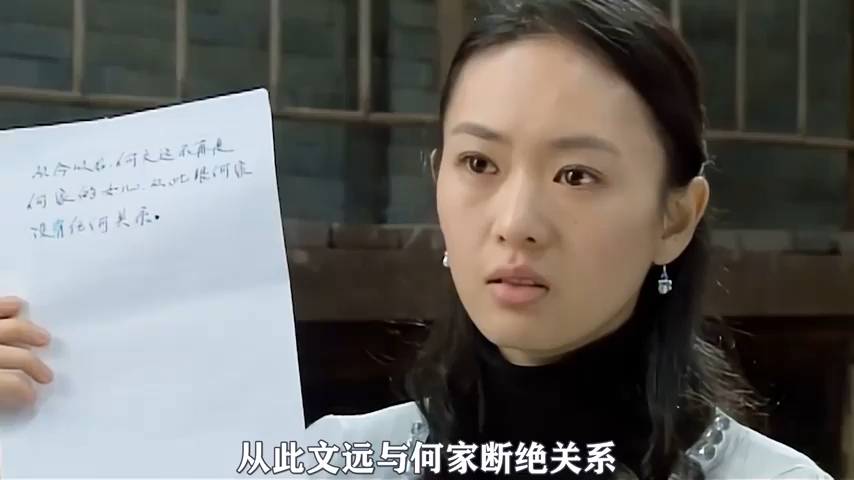 从今以后,何文远不再是
何家的女儿.从此跟何家
没有任何关系。
从此文远与何家断绝关系